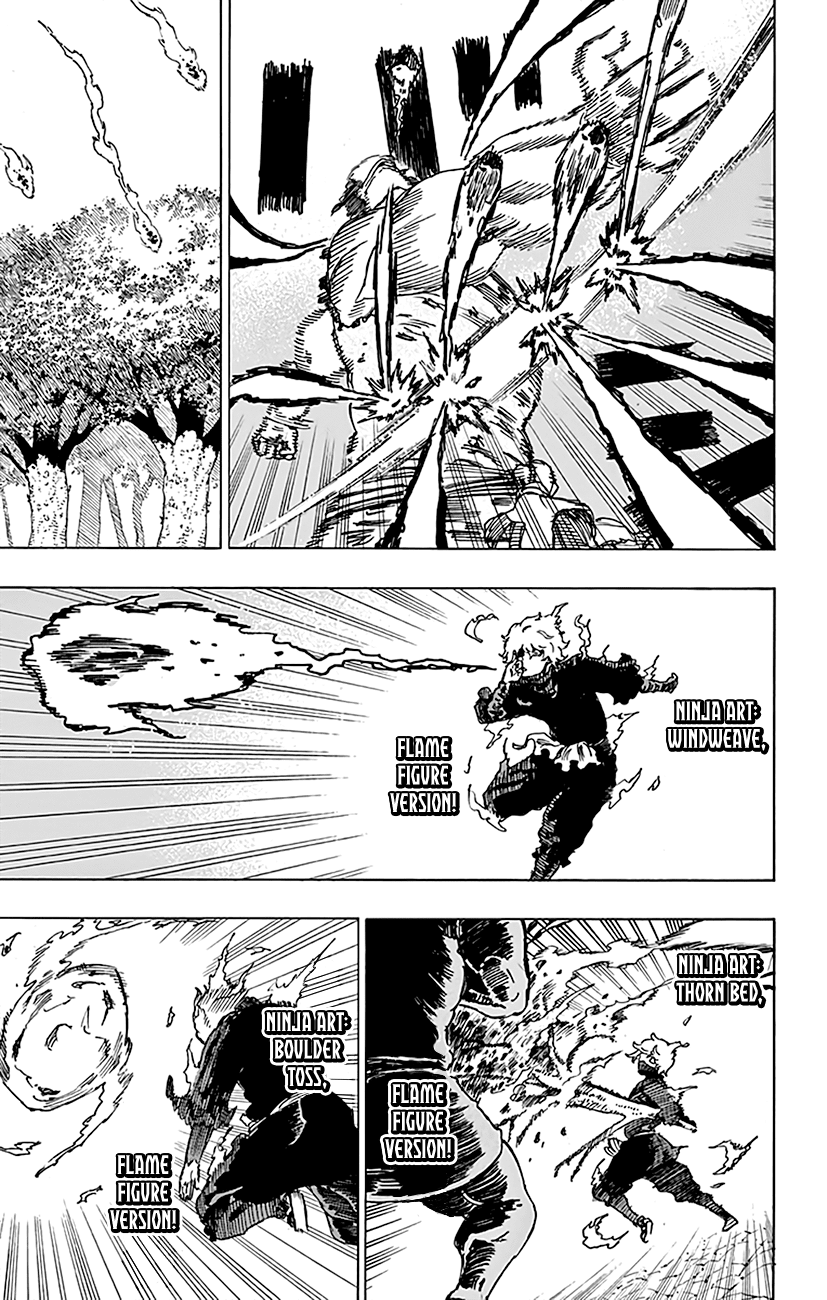 NINJA ART:
WINDWEAVE,
FLAME
FIGURE
VERSION!
NINJA ART:
THORN BED,
FLAME
FIGURE
VERSION!
NINJA ART:
BOULDER
TOSS,
FLAME
FIGURE
VERSION!